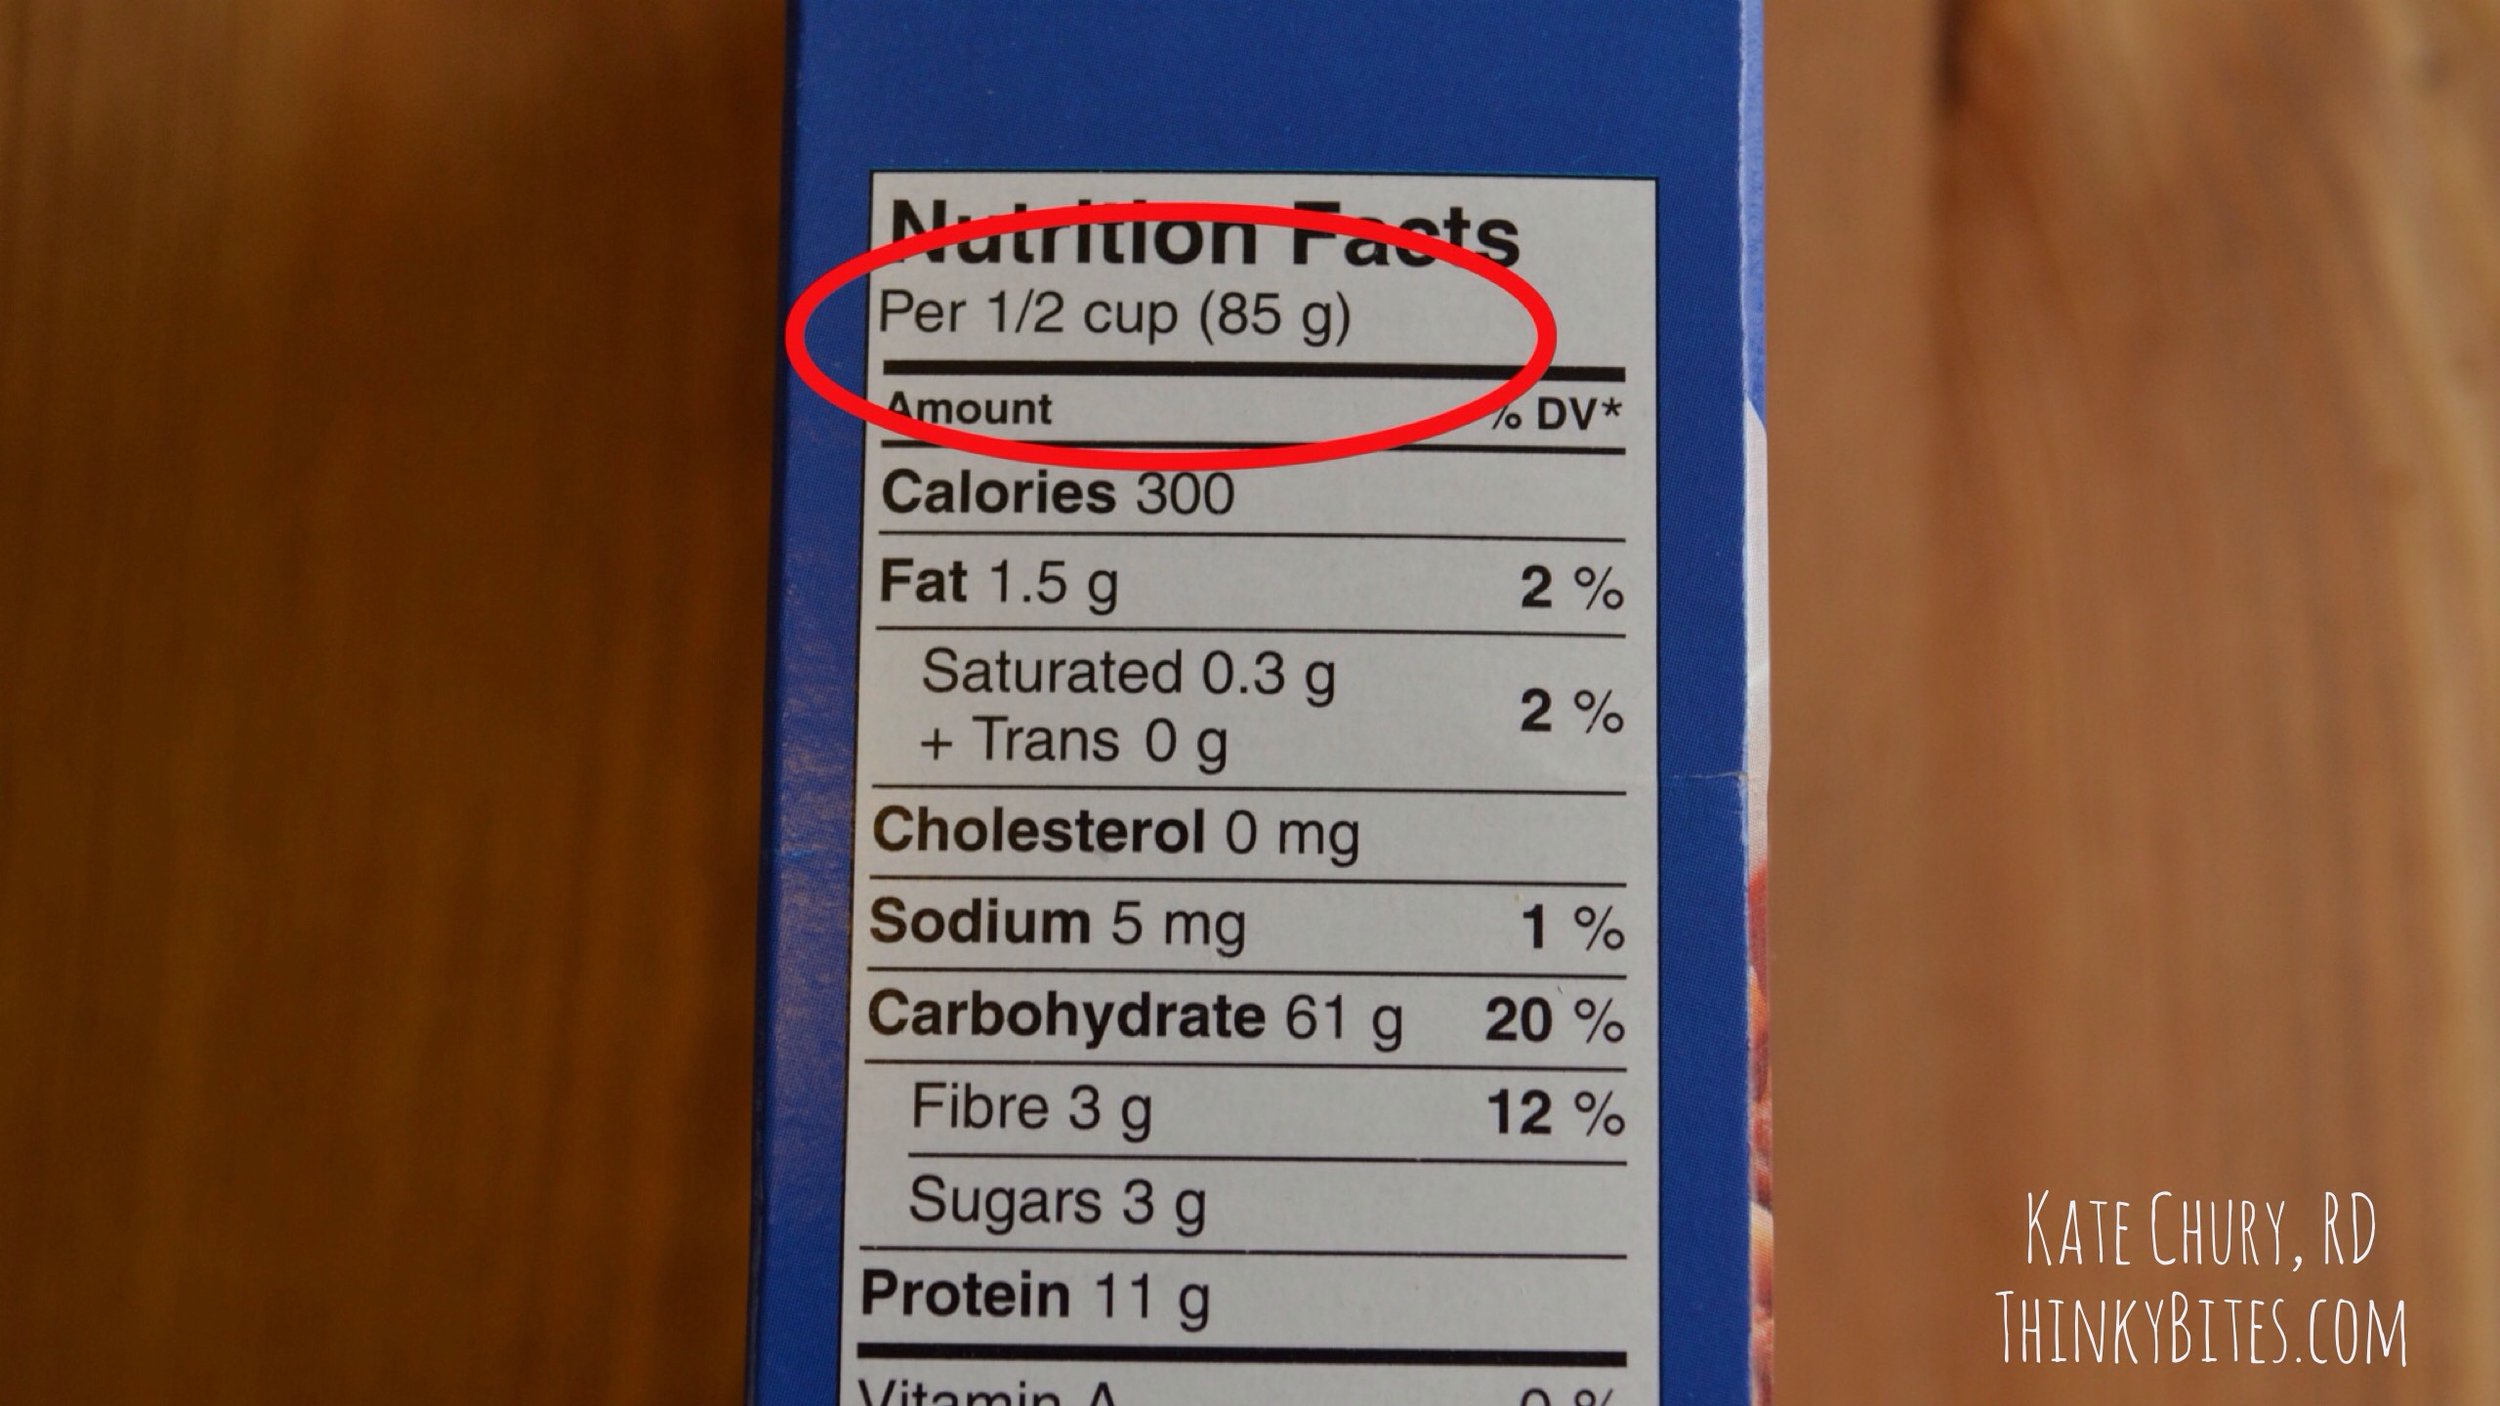 Nutrition Facts
Per 1/2 cup (85 g)
Amount % DV*
Calories 300
Fat 1.5 g 2 %
Saturated 0.3 g
+ Trans 0 g 2 %
Cholesterol 0 mg
Sodium 5 mg 1 %
Carbohydrate 61 g 20 %
Fibre 3 g 12 %
Sugars 3 g
Protein 11 g
Vitamin A 0 %
Kate Chury, RD
ThinkyBites.com